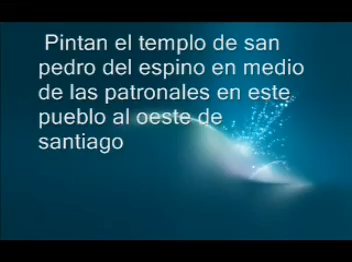 Pintan el templo de san
pedro del espino en medio
de las patronales en este
pueblo al oeste de
santiago